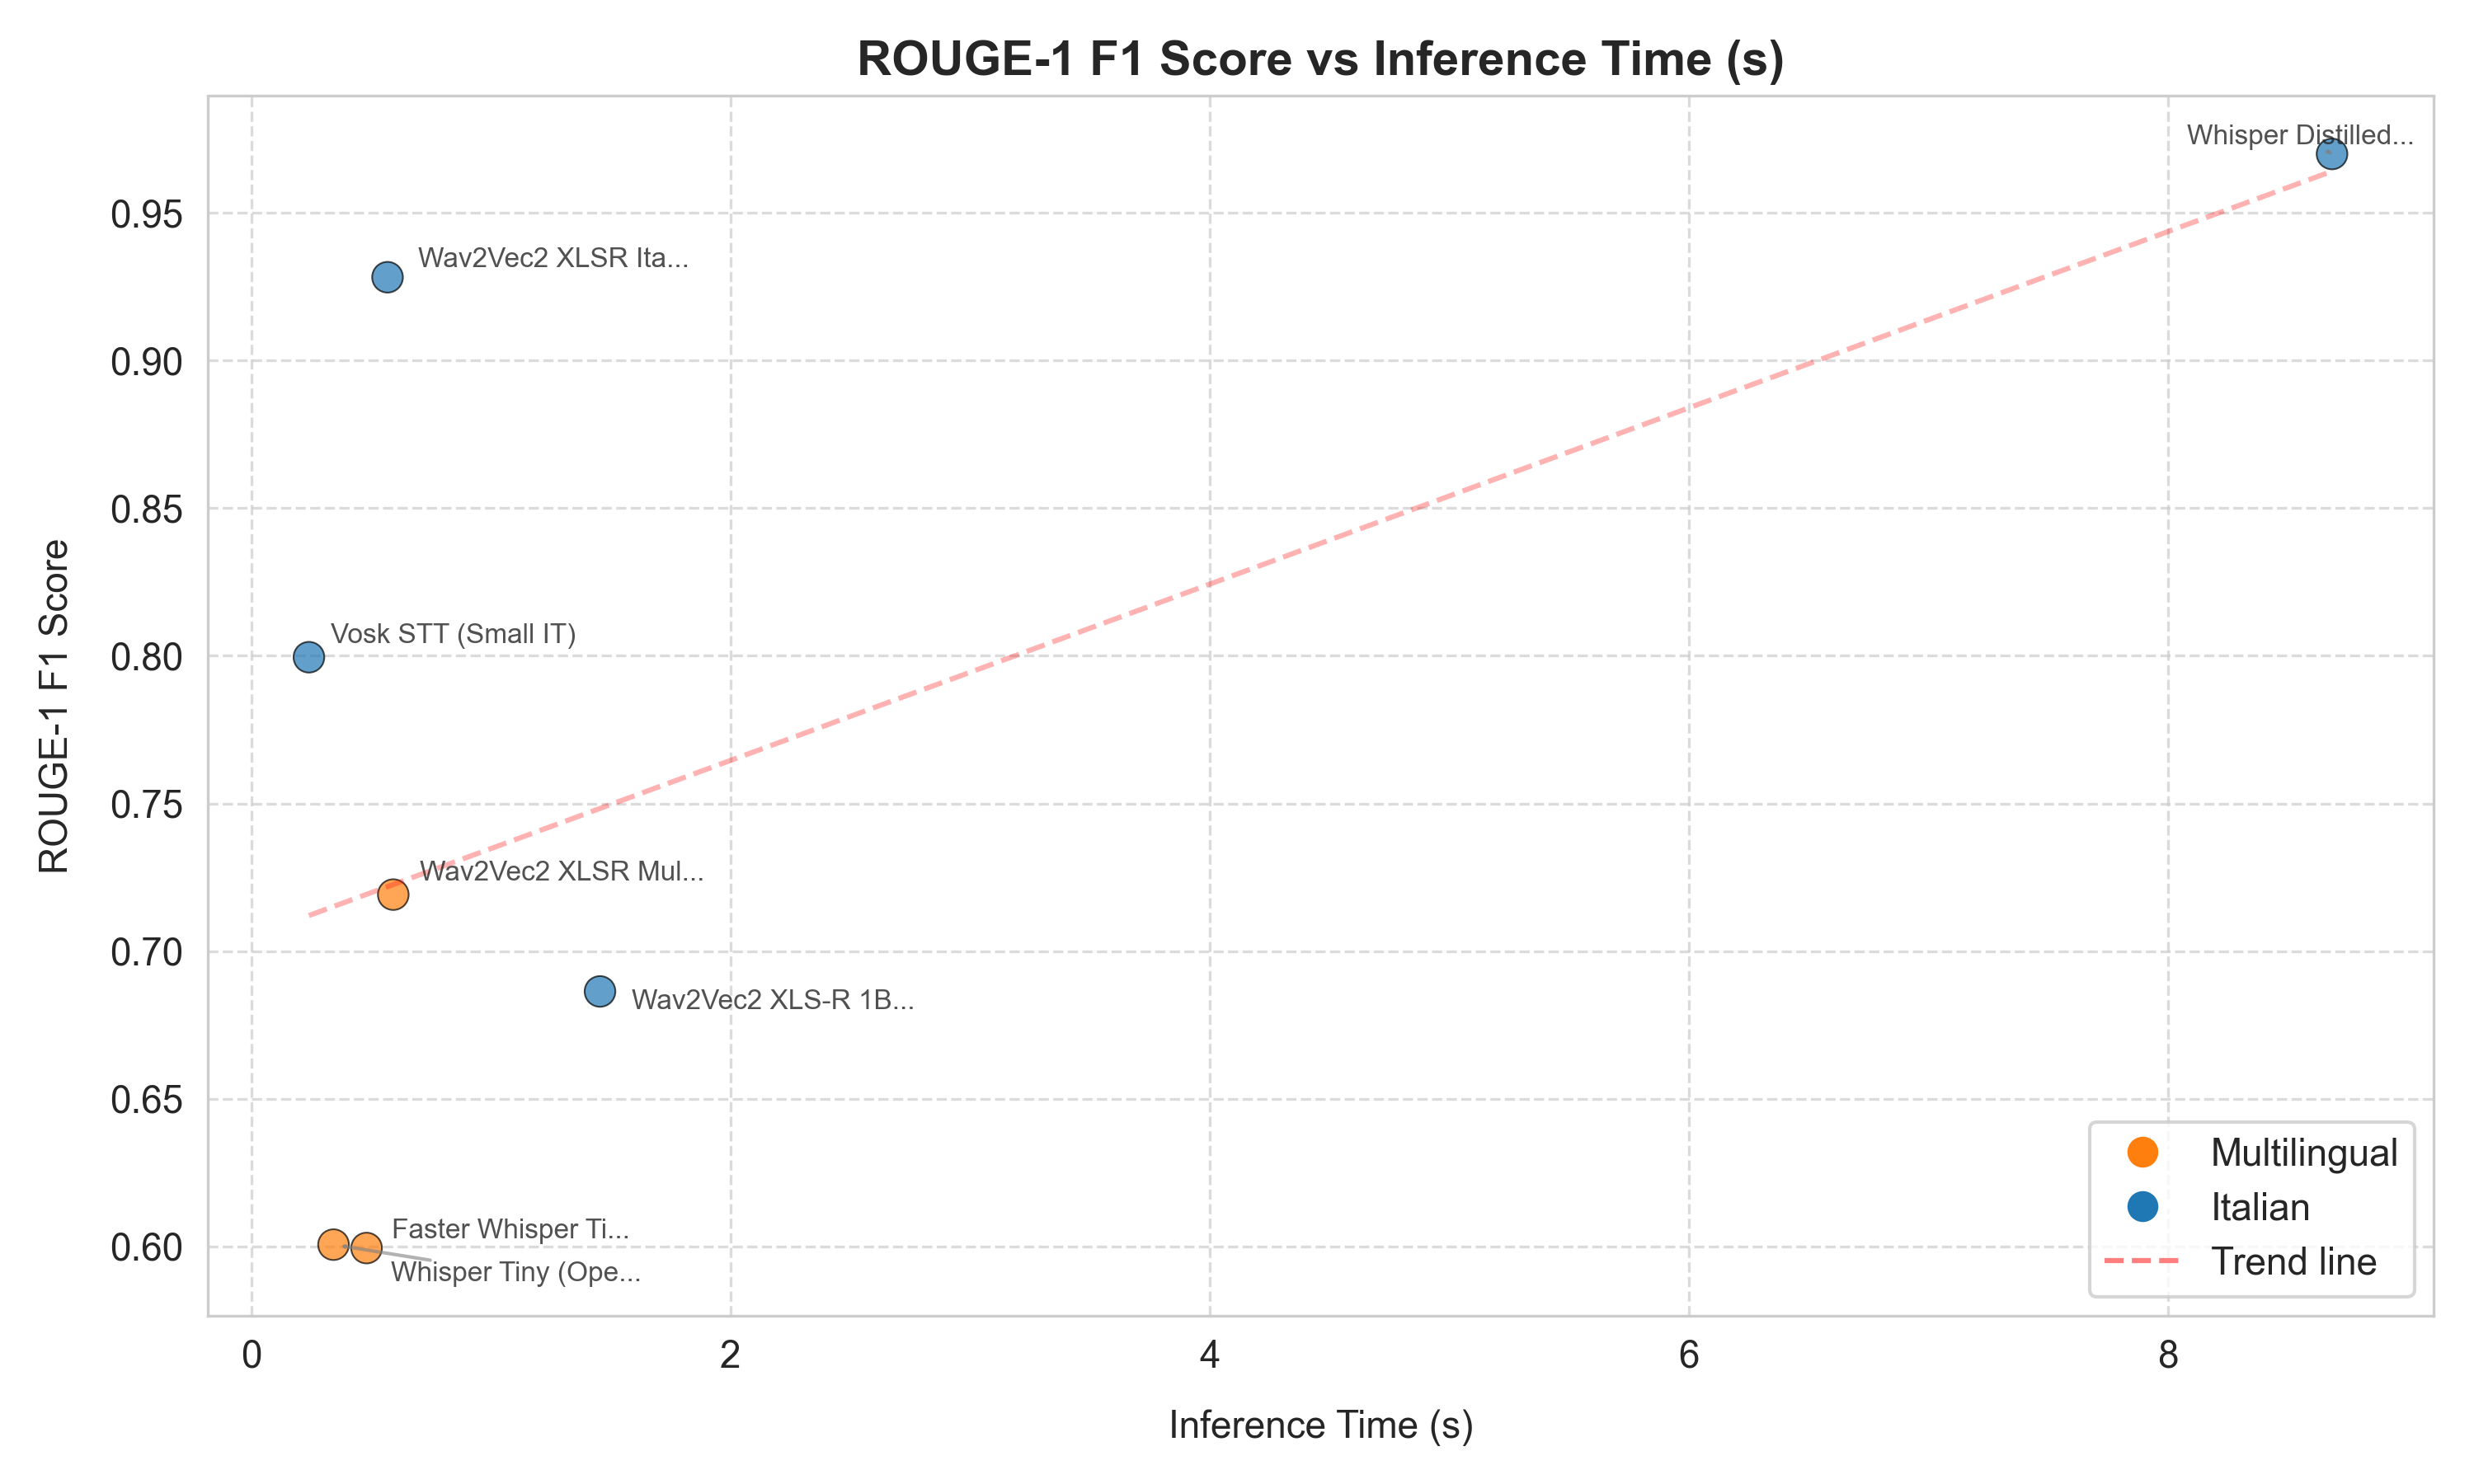 ROUGE-1 F1 Score vs Inference Time (s)
Whisper Distilled...
0.95
Wav2Vec2 XLSR Ita...
0.90
0.85
ROUGE-1 F1 Score
Vosk STT (Small IT)
0.80
0.75
Wav2Vec2 XLSR Mul...
0.70
Wav2Vec2 XLS-R 1B...
0.65
Multilingual
Italian
Trend line
Faster Whisper Ti...
0.60
Whisper Tiny (Ope...
0 2 4 6 8
Inference Time (s)